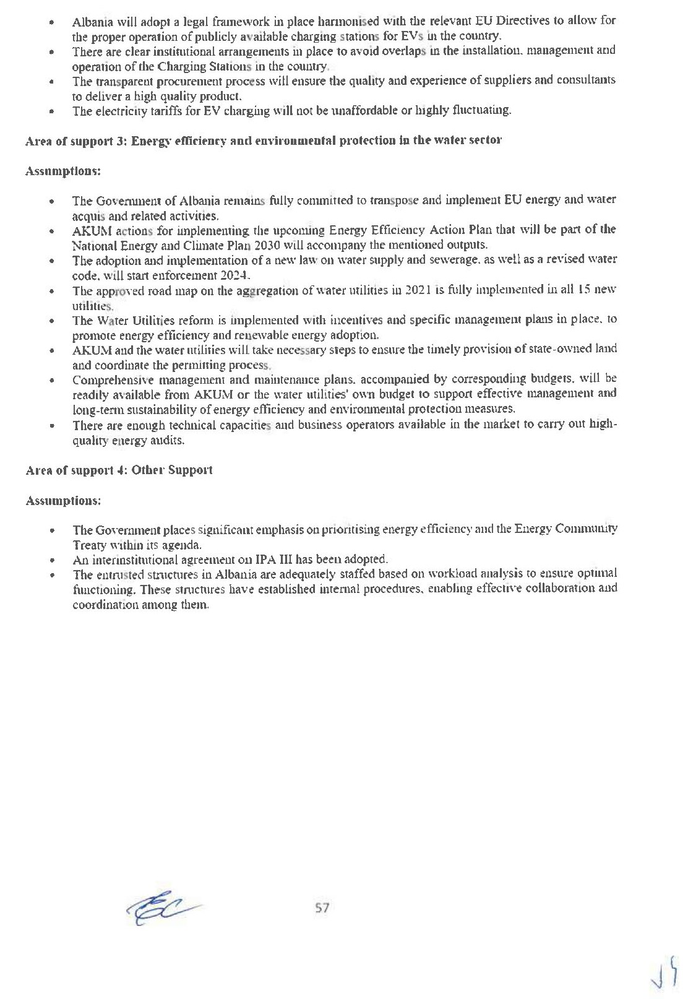 • Albania will adopt a legal framework in place harmonised with the relevant EU Directives to allow for
the proper operation of publicly available charging stations for EVs in the country.
• There are clear institutional arrangements in place to avoid overlaps in the installation, management and
operation of the Charging Stations in the country.
• The transparent procurement process will ensure the quality and experience of suppliers and consultants
to deliver a high quality product.
• The electricity tariffs for EV charging will not be unaffordable or highly fluctuating.
Area of support 3: Energy efficiency and environmental protection in the water sector
Assumptions:
• The Government of Albania remains fully committed to transpose and implement EU energy and water
acquis and related activities.
• AKUM actions for implementing the upcoming Energy Efficiency Action Plan that will be part of the
National Energy and Climate Plan 2030 will accompany the mentioned outputs.
• The adoption and implementation of a new law on water supply and sewerage, as well as a revised water
code, will start enforcement 2024.
• The approved road map on the aggregation of water utilities in 2021 is fully implemented in all 15 new
utilities.
• The Water Utilities reform is implemented with incentives and specific management plans in place, to
promote energy efficiency and renewable energy adoption.
• AKUM and the water utilities will take necessary steps to ensure the timely provision of state-owned land
and coordinate the permitting process.
• Comprehensive management and maintenance plans, accompanied by corresponding budgets, will be
readily available from AKUM or the water utilities' own budget to support effective management and
long-term sustainability of energy efficiency and environmental protection measures.
• There are enough technical capacities and business operators available in the market to carry out high-
quality energy audits.
Area of support 4: Other Support
Assumptions:
• The Government places significant emphasis on prioritising energy efficiency and the Energy Community
Treaty within its agenda.
• An interinstitutional agreement on IPA III has been adopted.
• The entrusted structures in Albania are adequately staffed based on workload analysis to ensure optimal
functioning. These structures have established internal procedures, enabling effective collaboration and
coordination among them.
EC
57